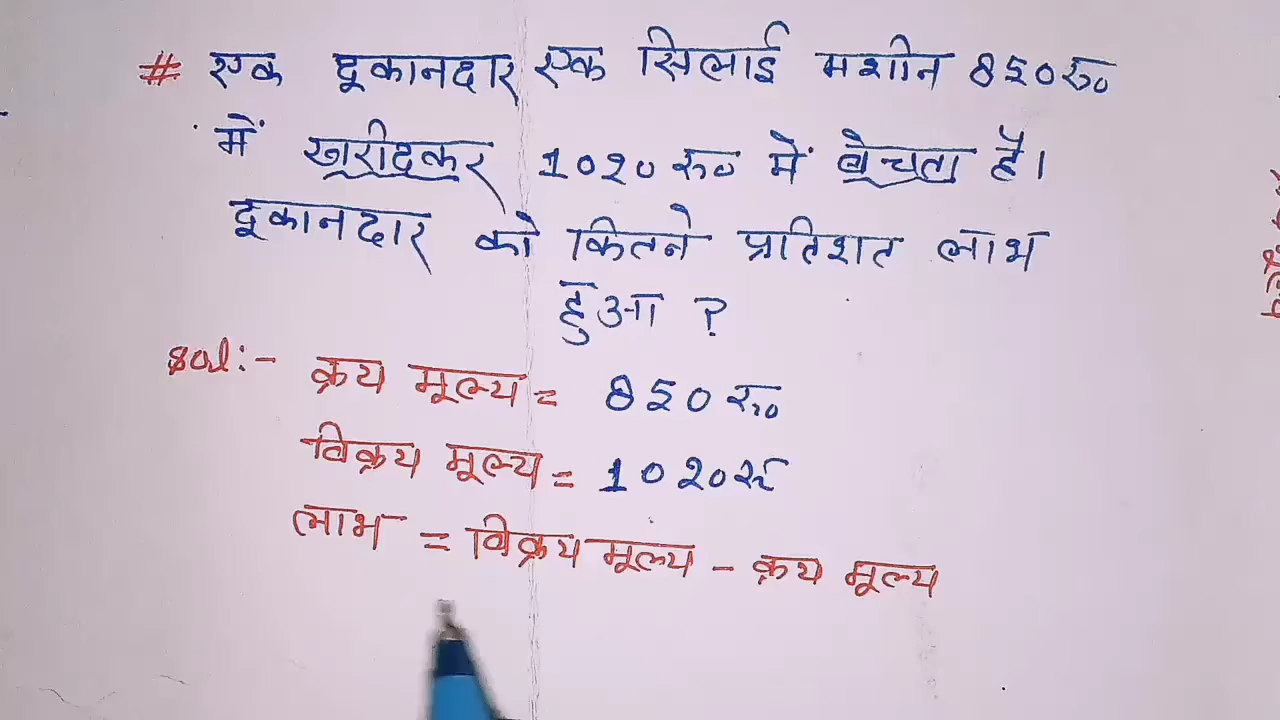 # एक दूकानदार एक सिलाई मशीन 850रु०
में खरीदकर 1020 रु० में बेचता है।
दूकानदार को कितने प्रतिशत लाभ
हुआ ?
sol:- क्रय मूल्य = 850 रु०
विक्रय मूल्य = 1020रु
लाभ = विक्रय मूल्य - क्रय मूल्य